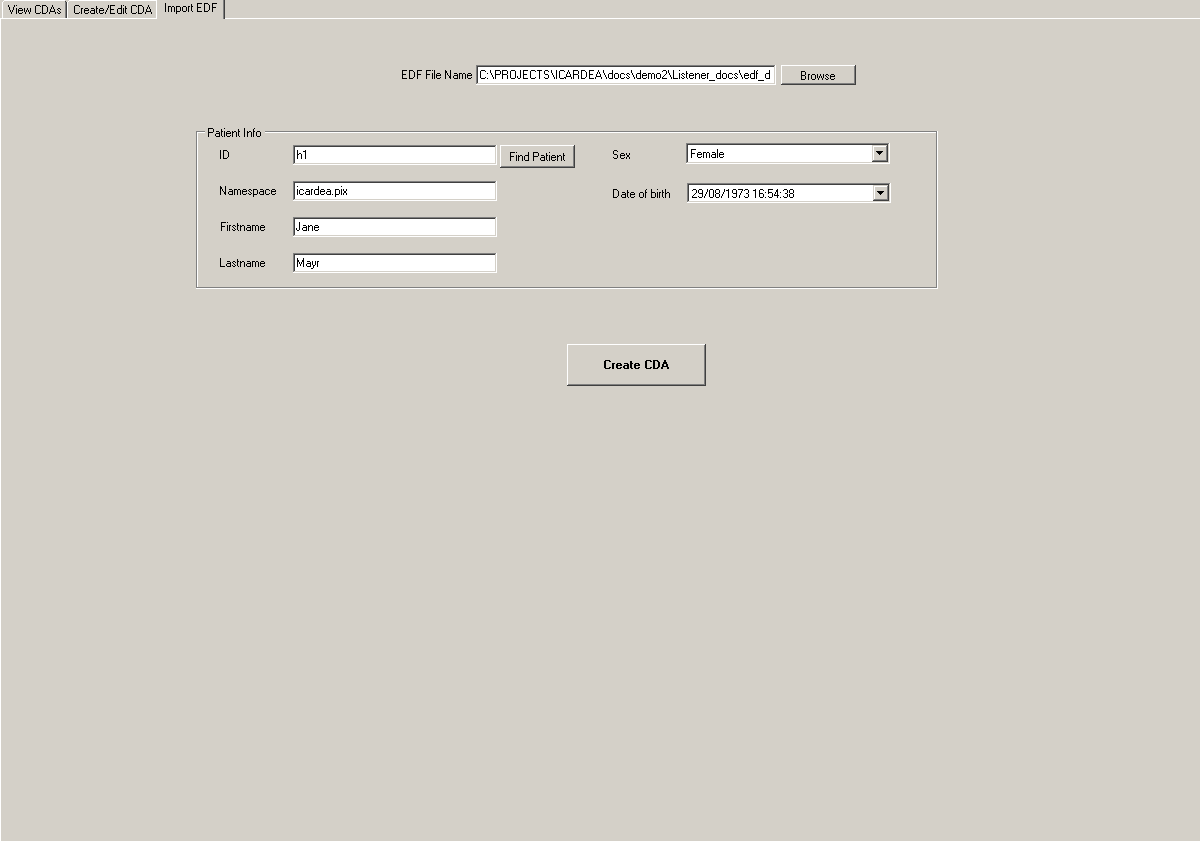 View CDAs Create/Edit CDA Import EDF
EDF File Name C:\PROJECTS\ICARDEA\docs\demo2\Listener_docs\edf_d Browse
Patient Info
ID h1 Find Patient Sex Female
Namespace icardea.pix Date of birth 29/08/1973 16:54:38
Firstname Jane
Lastname Mayr
Create CDA